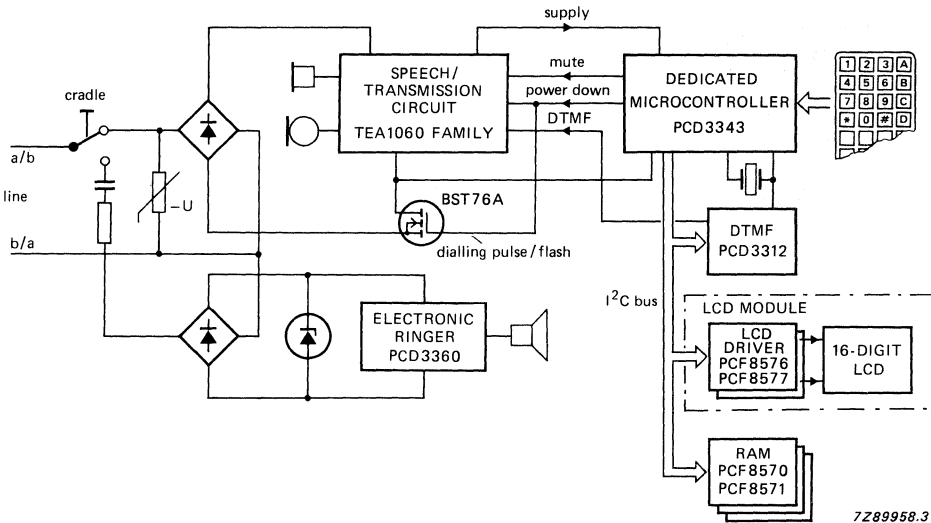 supply
SPEECH/
TRANSMISSION
CIRCUIT
TEA1060 FAMILY
mute
power down
DTMF
DEDICATED
MICROCONTROLLER
PCD3343
1 2 3 A
4 5 6 B
7 8 9 C
* 0 # D
cradle
a/b
line
-U
b/a
BST76A
dialling pulse/flash
DTMF
PCD3312
I²C bus
ELECTRONIC
RINGER
PCD3360
LCD MODULE
LCD
DRIVER
PCF8576
PCF8577
16-DIGIT
LCD
RAM
PCF8570
PCF8571
7Z89958.3